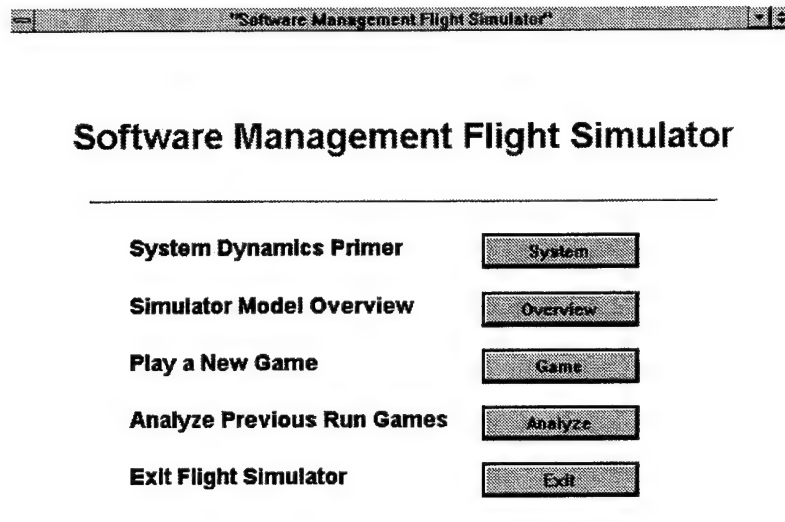 "Software Management Flight Simulator"
Software Management Flight Simulator
System Dynamics Primer System
Simulator Model Overview Overview
Play a New Game Game
Analyze Previous Run Games Analyze
Exit Flight Simulator Exit